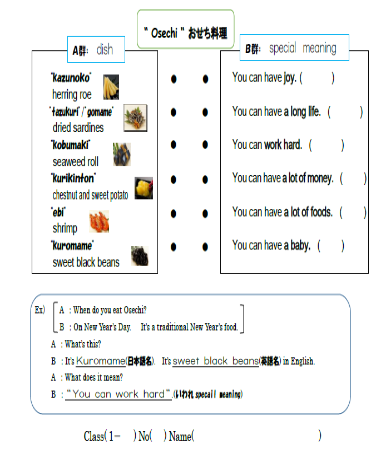 " Osechi " おせち料理
A群: dish
B群: special meaning
"kazunoko"
herring roe
"tazukuri"/"gomame"
dried sardines
"kobumaki"
seaweed roll
"kurikinton"
chestnut and sweet potato
"ebi"
shrimp
"kuromame"
sweet black beans
You can have joy. (          )
You can have a long life. (          )
You can work hard. (          )
You can have a lot of money. (          )
You can have a lot of foods. (          )
You can have a baby. (          )
Ex) A : When do you eat Osechi?
B : On New Year's Day. It's a traditional New Year's food.
A : What's this?
B : It's Kuromame(日本語名). It's sweet black beans(英語名) in English.
A : What does it mean?
B : "You can work hard" (いわれ special meaning)
Class( 1－   ) No(    ) Name(                    )